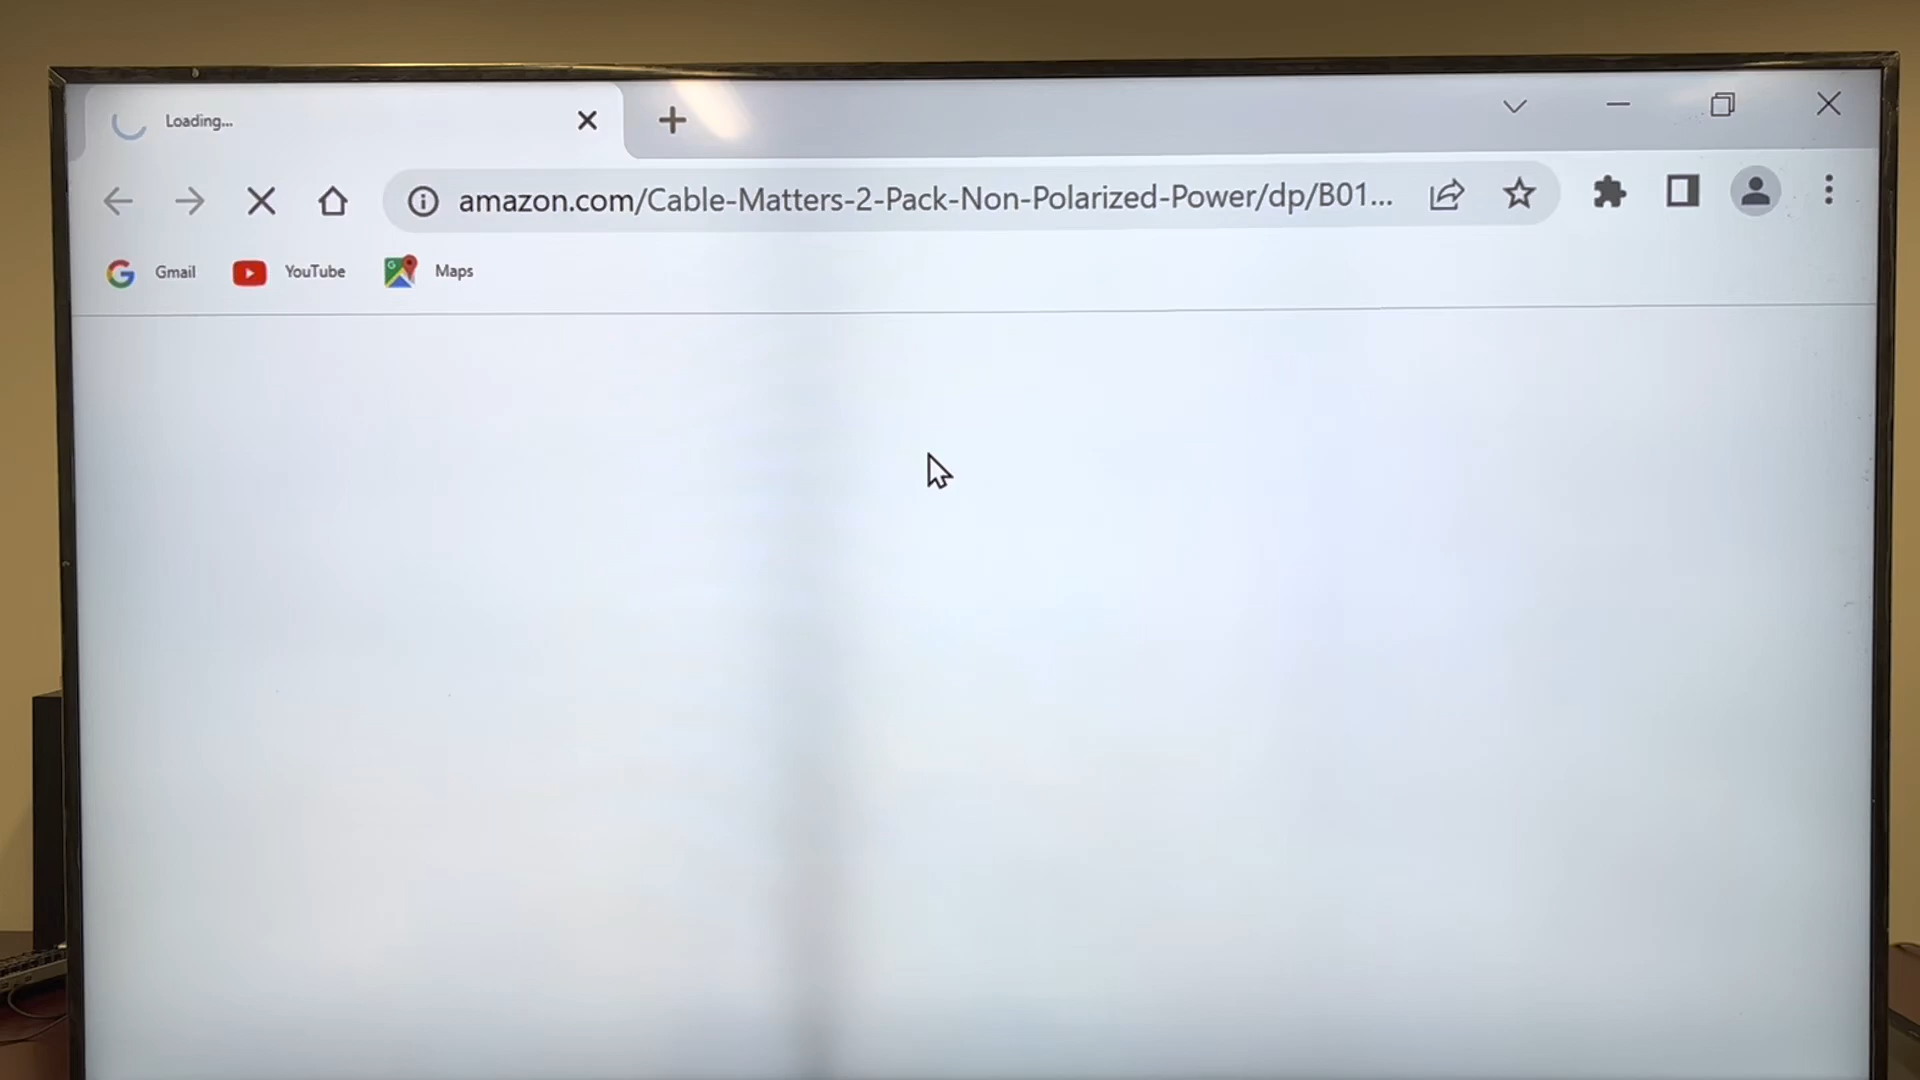 Loading...
amazon.com/Cable-Matters-2-Pack-Non-Polarized-Power/dp/B01...
Gmail YouTube Maps